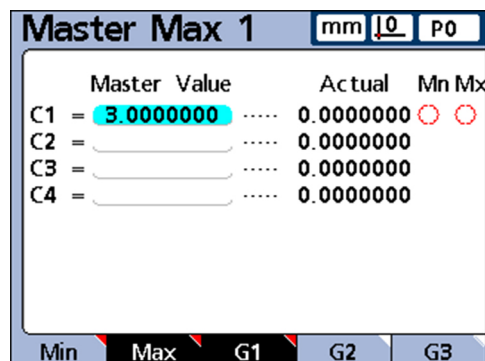 Master Max 1 mm 0 P0
Master Value Actual Mn Mx
C1 = 3.0000000 ..... 0.0000000
C2 = ..... 0.0000000
C3 = ..... 0.0000000
C4 = ..... 0.0000000
Min Max G1 G2 G3